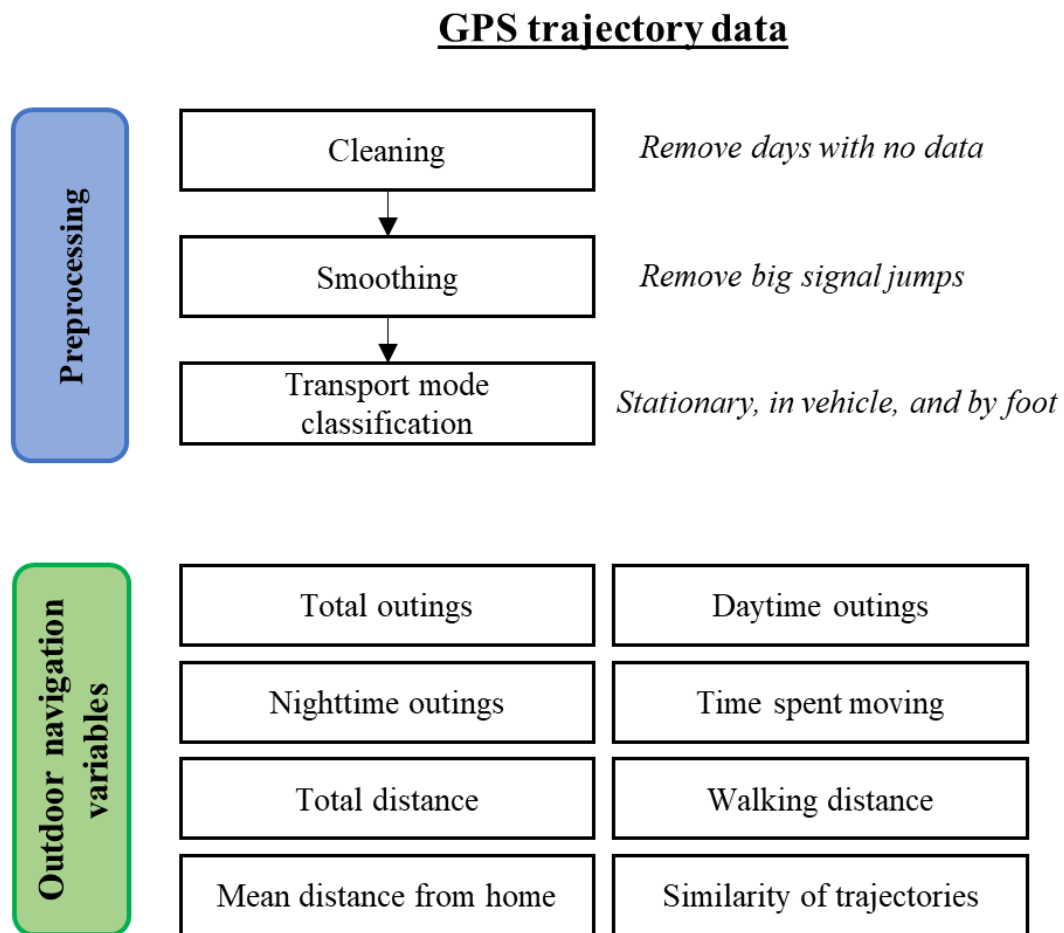 GPS trajectory data
Preprocessing
Cleaning
Remove days with no data
Smoothing
Remove big signal jumps
Transport mode
classification
Stationary, in vehicle, and by foot
Outdoor navigation
variables
Total outings
Daytime outings
Nighttime outings
Time spent moving
Total distance
Walking distance
Mean distance from home
Similarity of trajectories